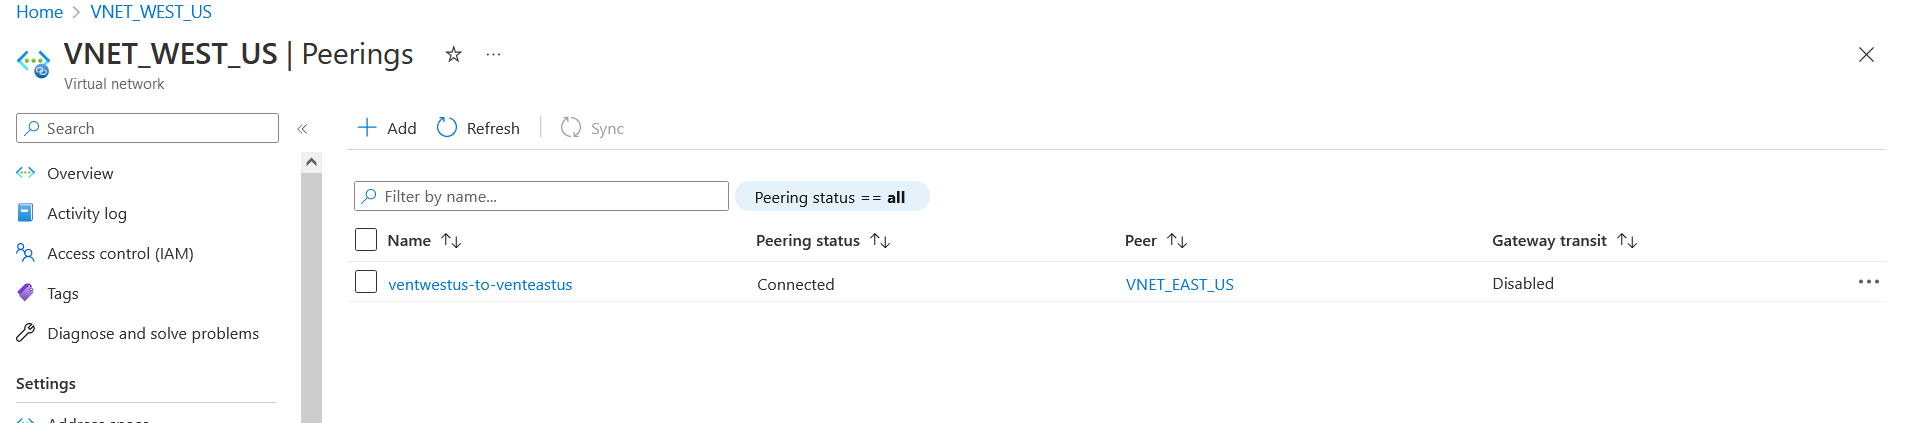 Home > VNET_WEST_US
VNET_WEST_US | Peerings
Virtual network
Search
Add Refresh Sync
Overview
Activity log
Access control (IAM)
Tags
Diagnose and solve problems
Settings
Address space
Filter by name...
Peering status == all
Name Peering status Peer Gateway transit
ventwestus-to-venteastus Connected VNET_EAST_US Disabled